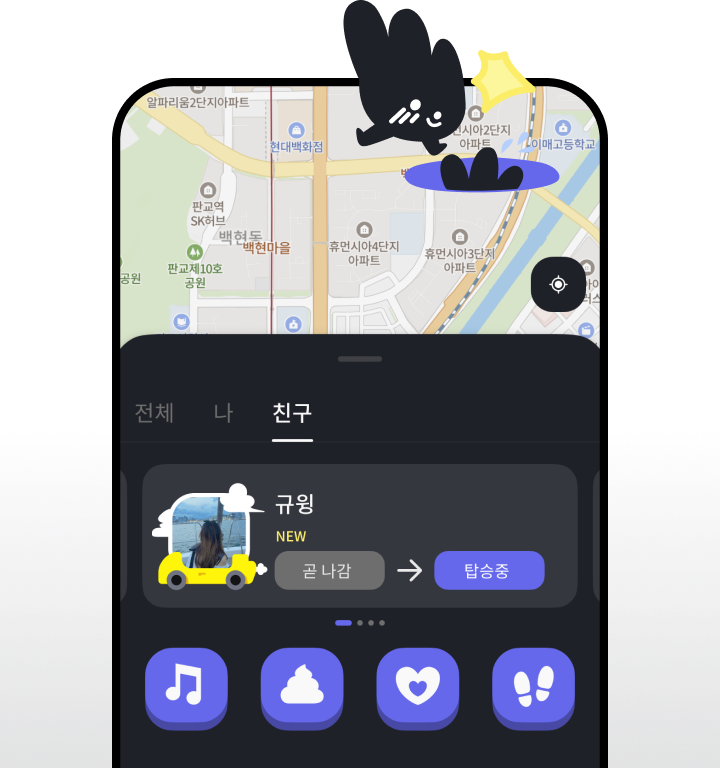 알파리움2단지아파트
현대백화점
언시아2단지
아파트
이매고등학교
판교역
SK허브
백현동
백현마을
휴먼시아4단지
아파트
휴먼시아3단지
아파트
판교제10호
공원
공원
전체
나
친구
규윙
NEW
곧 나감
탑승중